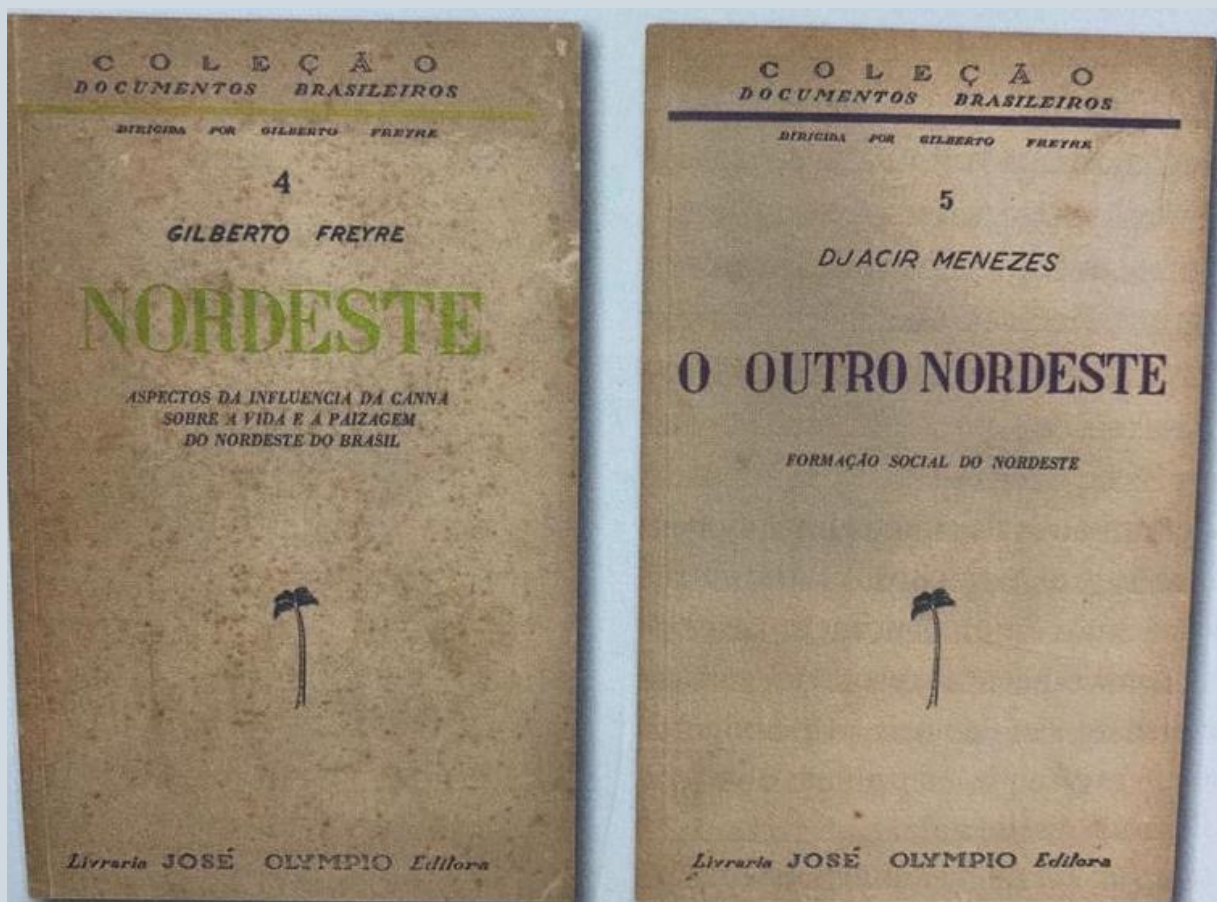 COLEÇÃO
DOCUMENTOS BRASILEIROS
DIRIGIDA POR GILBERTO FREYRE
4
GILBERTO FREYRE
NORDESTE
ASPECTOS DA INFLUENCIA DA CANNA
SOBRE A VIDA E A PAIZAGEM
DO NORDESTE DO BRASIL
Livraria JOSÉ OLYMPIO Editora
COLEÇÃO
DOCUMENTOS BRASILEIROS
DIRIGIDA POR GILBERTO FREYRE
5
DJACIR MENEZES
O OUTRO NORDESTE
FORMAÇÃO SOCIAL DO NORDESTE
Livraria JOSÉ OLYMPIO Editora